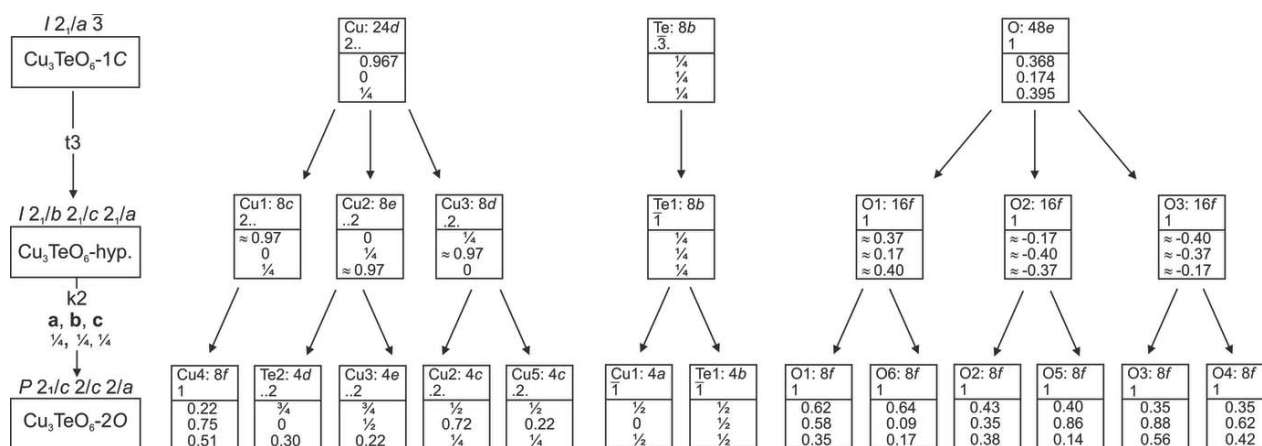 I 2₁/a 3̅
Cu₃TeO₆-1C
t3
I 2₁/b 2₁/c 2₁/a
Cu₃TeO₆-hyp.
k2
a, b, c
¼, ¼, ¼
P 2₁/c 2/c 2/a
Cu₃TeO₆-2O
Cu: 24d
2..
0.967
0
¼
Te: 8b
.3̅.
¼
¼
¼
O: 48e
1
0.368
0.174
0.395
Cu1: 8c
2..
≈ 0.97
0
¼
Cu2: 8e
..2
0
¼
≈ 0.97
Cu3: 8d
.2.
¼
≈ 0.97
0
Te1: 8b
1̅
¼
¼
¼
O1: 16f
1
≈ 0.37
≈ 0.17
≈ 0.40
O2: 16f
1
≈ -0.17
≈ -0.40
≈ -0.37
O3: 16f
1
≈ -0.40
≈ -0.37
≈ -0.17
Cu4: 8f
1
0.22
0.75
0.51
Te2: 4d
..2
¾
0
0.30
Cu3: 4e
..2
¾
½
0.22
Cu2: 4c
.2.
½
0.72
¼
Cu5: 4c
.2.
½
0.22
¼
Cu1: 4a
1̅
½
0
½
Te1: 4b
1̅
½
½
½
O1: 8f
1
0.62
0.58
0.35
O6: 8f
1
0.64
0.09
0.17
O2: 8f
1
0.43
0.35
0.38
O5: 8f
1
0.40
0.86
0.14
O3: 8f
1
0.35
0.88
0.56
O4: 8f
1
0.35
0.62
0.42